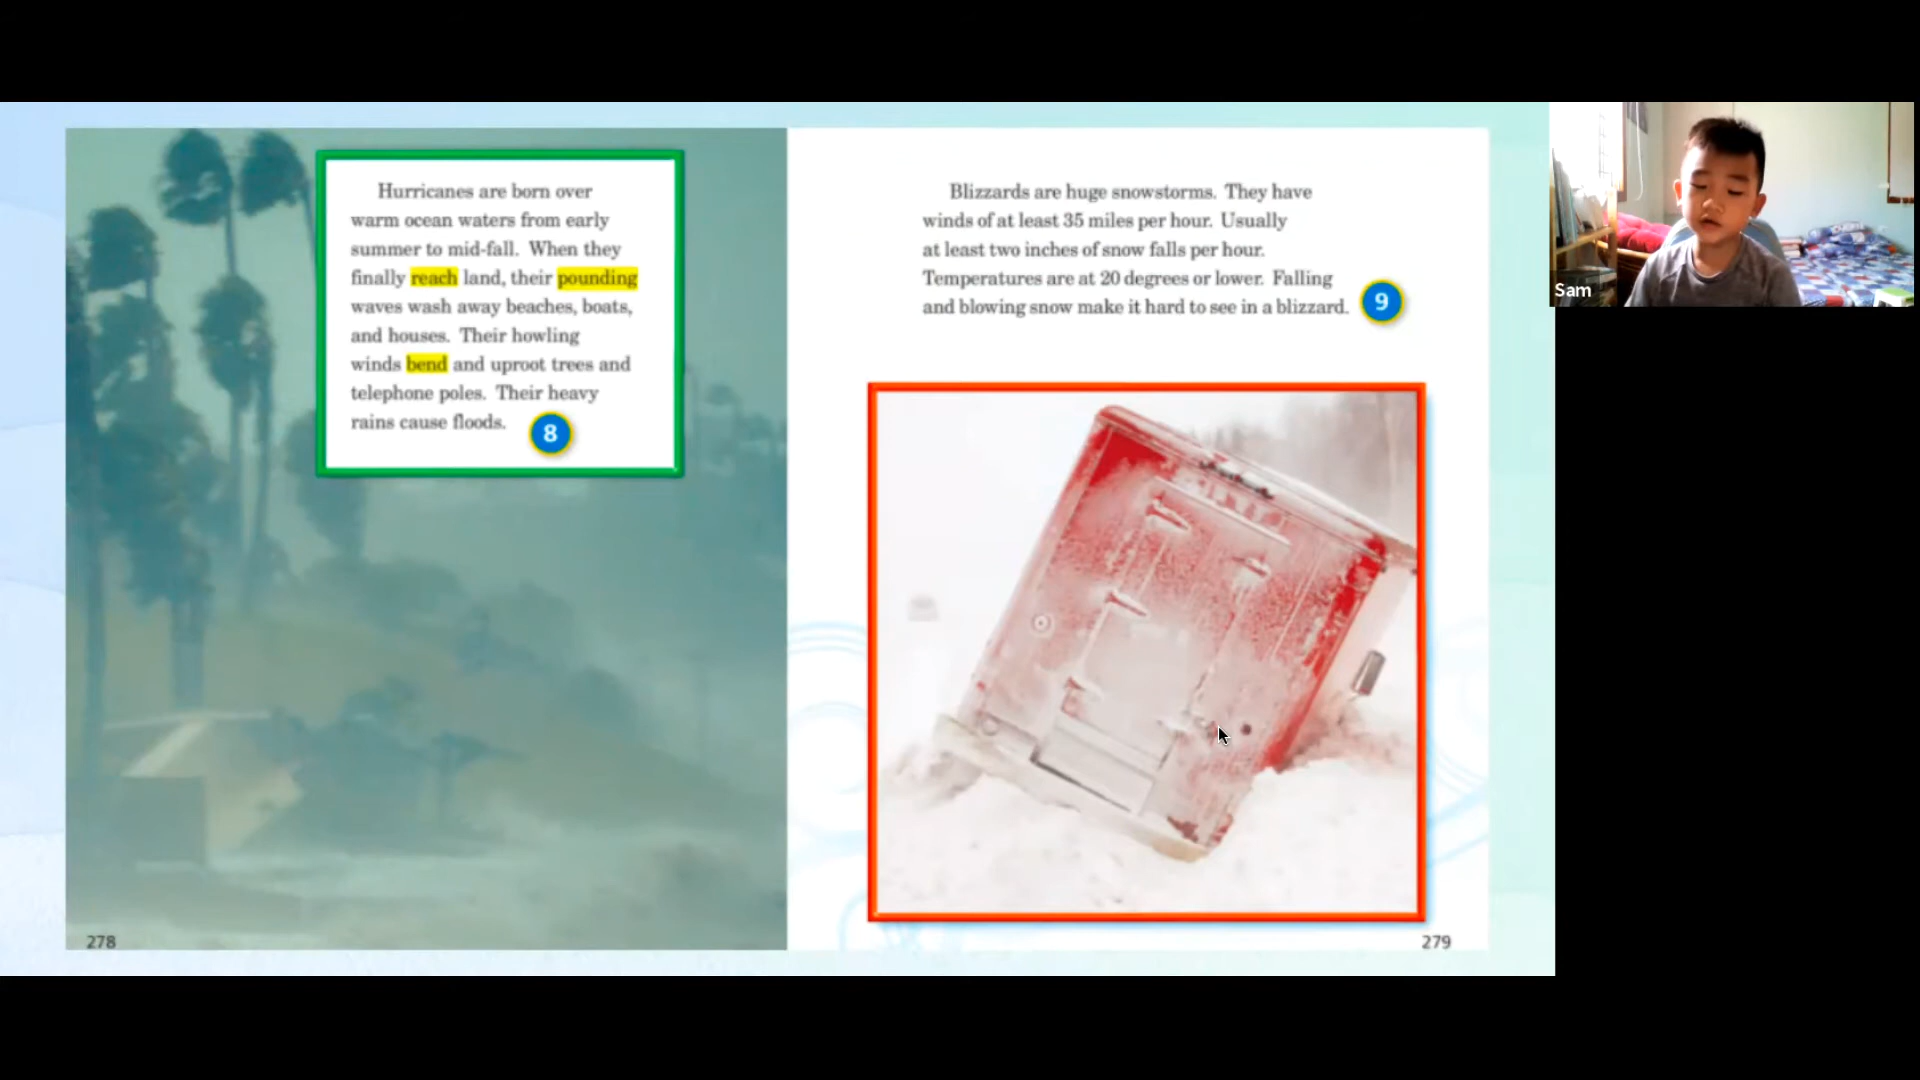 Hurricanes are born over
warm ocean waters from early
summer to mid-fall. When they
finally reach land, their pounding
waves wash away beaches, boats,
and houses. Their howling
winds bend and uproot trees and
telephone poles. Their heavy
rains cause floods.
8
278
Blizzards are huge snowstorms. They have
winds of at least 35 miles per hour. Usually
at least two inches of snow falls per hour.
Temperatures are at 20 degrees or lower. Falling
and blowing snow make it hard to see in a blizzard.
9
279
Sam